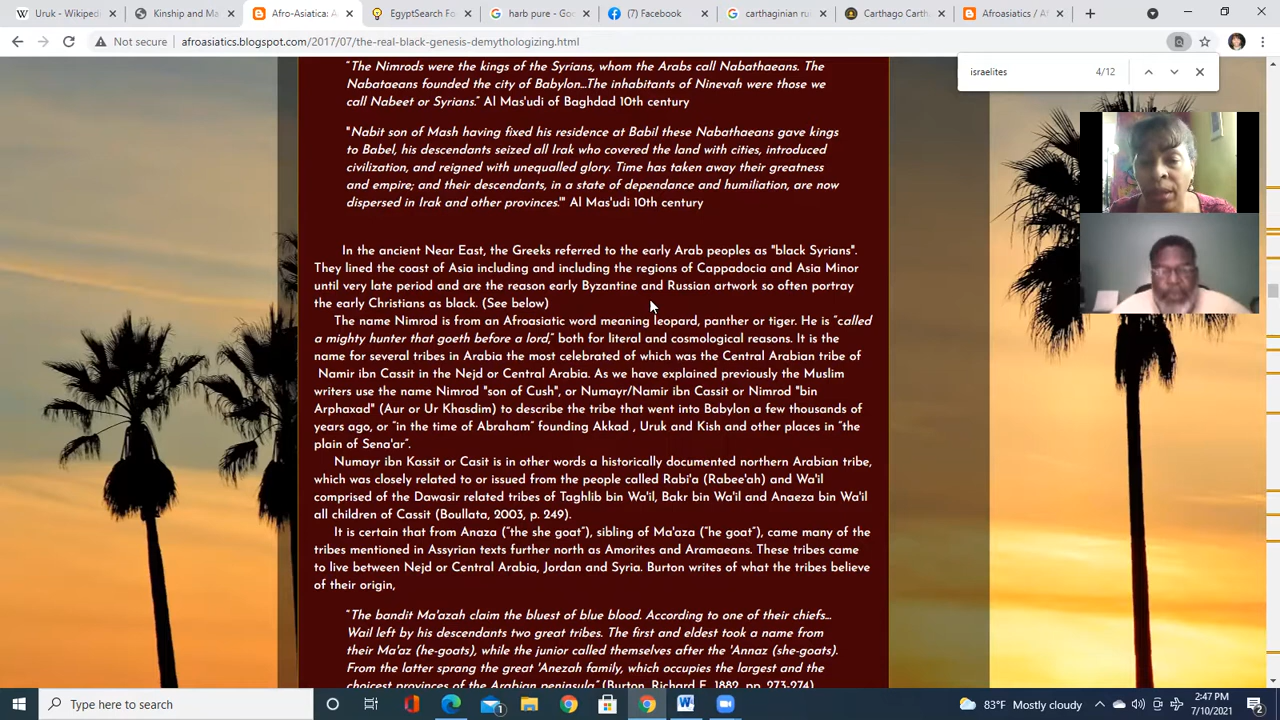 Uruk - Wikiped
Kinship and Ma
Afro-Asiatica: A
EgyptSearch Fo
harb pure - Goo
(7) Facebook
carthaginian rul
Carthago Carth
Afroasiatics / Af
Not secure
afroasiatics.blogspot.com/2017/07/the-real-black-genesis-demythologizing.html
israelites
4/12
"The Nimrods were the kings of the Syrians, whom the Arabs call Nabathaeans. The
Nabataeans founded the city of Babylon...The inhabitants of Ninevah were those we
call Nabeet or Syrians." Al Mas'udi of Baghdad 10th century
"Nabit son of Mash having fixed his residence at Babil these Nabathaeans gave kings
to Babel, his descendants seized all Irak who covered the land with cities, introduced
civilization, and reigned with unequalled glory. Time has taken away their greatness
and empire; and their descendants, in a state of dependance and humiliation, are now
dispersed in Irak and other provinces.'" Al Mas'udi 10th century
In the ancient Near East, the Greeks referred to the early Arab peoples as "black Syrians".
They lined the coast of Asia including and including the regions of Cappadocia and Asia Minor
until very late period and are the reason early Byzantine and Russian artwork so often portray
the early Christians as black. (See below)
The name Nimrod is from an Afroasiatic word meaning leopard, panther or tiger. He is "called
a mighty hunter that goeth before a lord," both for literal and cosmological reasons. It is the
name for several tribes in Arabia the most celebrated of which was the Central Arabian tribe of
Namir ibn Cassit in the Nejd or Central Arabia. As we have explained previously the Muslim
writers use the name Nimrod "son of Cush", or Numayr/Namir ibn Cassit or Nimrod "bin
Arphaxad" (Aur or Ur Khasdim) to describe the tribe that went into Babylon a few thousands of
years ago, or "in the time of Abraham" founding Akkad , Uruk and Kish and other places in "the
plain of Sena'ar".
Numayr ibn Kassit or Casit is in other words a historically documented northern Arabian tribe,
which was closely related to or issued from the people called Rabi'a (Rabee'ah) and Wa'il
comprised of the Dawasir related tribes of Taghlib bin Wa'il, Bakr bin Wa'il and Anaeza bin Wa'il
all children of Cassit (Boullata, 2003, p. 249).
It is certain that from Anaza ("the she goat"), sibling of Ma'aza ("he goat"), came many of the
tribes mentioned in Assyrian texts further north as Amorites and Aramaeans. These tribes came
to live between Nejd or Central Arabia, Jordan and Syria. Burton writes of what the tribes believe
of their origin,
"The bandit Ma'azah claim the bluest of blue blood. According to one of their chiefs...
Wail left by his descendants two great tribes. The first and eldest took a name from
their Ma'az (he-goats), while the junior called themselves after the 'Annaz (she-goats).
From the latter sprang the great 'Anezah family, which occupies the largest and the
choicest provinces of the Arabian peninsula" (Burton, Richard F. 1882, pp. 273-274)
Type here to search
83°F Mostly cloudy
2:47 PM
7/10/2021